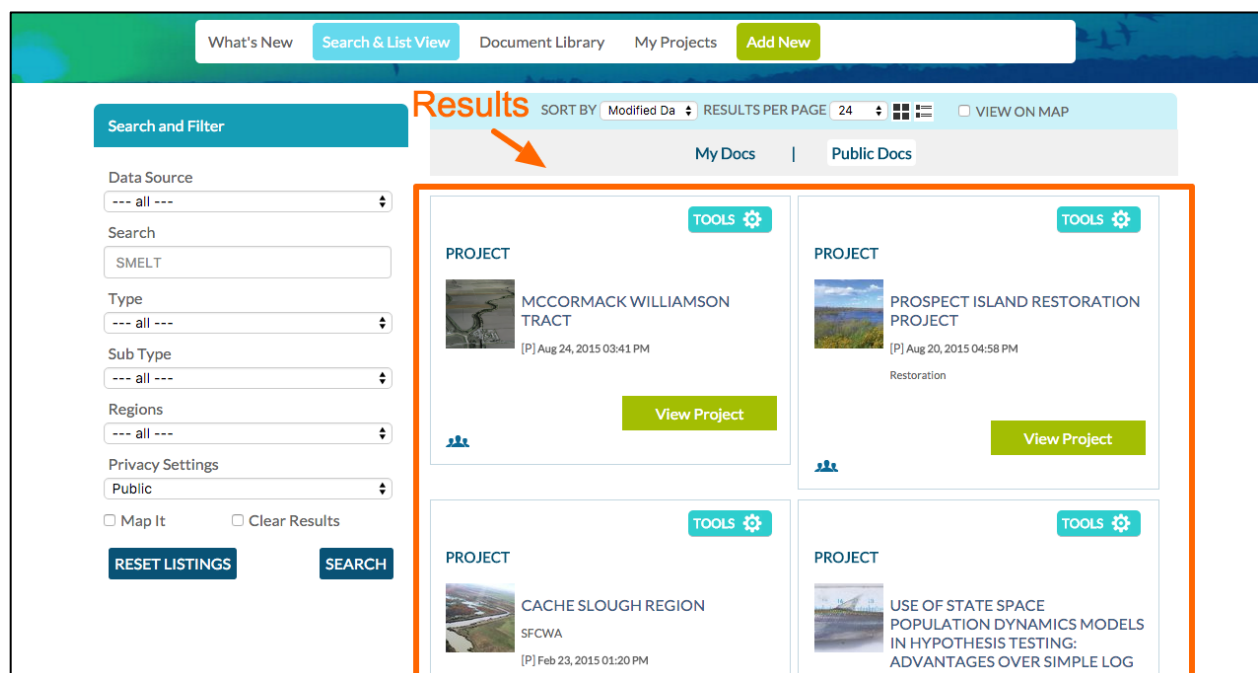 What's New Search & List View Document Library My Projects Add New
Results
SORT BY Modified Da RESULTS PER PAGE 24 VIEW ON MAP
My Docs | Public Docs
Search and Filter
Data Source
--- all ---
Search
SMELT
Type
--- all ---
Sub Type
--- all ---
Regions
--- all ---
Privacy Settings
Public
Map It Clear Results
RESET LISTINGS SEARCH
TOOLS
PROJECT
MCCORMACK WILLIAMSON
TRACT
[P] Aug 24, 2015 03:41 PM
View Project
TOOLS
PROJECT
PROSPECT ISLAND RESTORATION
PROJECT
[P] Aug 20, 2015 04:58 PM
Restoration
View Project
TOOLS
PROJECT
CACHE SLOUGH REGION
SFCWA
[P] Feb 23, 2015 01:20 PM
TOOLS
PROJECT
USE OF STATE SPACE
POPULATION DYNAMICS MODELS
IN HYPOTHESIS TESTING:
ADVANTAGES OVER SIMPLE LOG